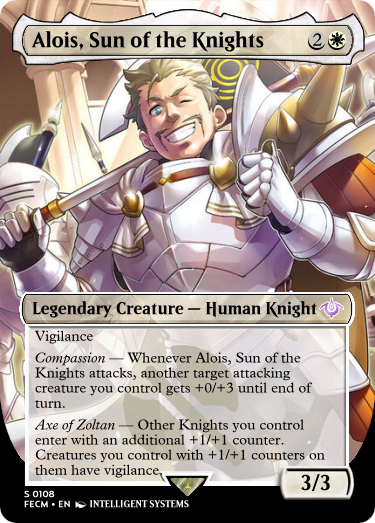 Alois, Sun of the Knights 2
Legendary Creature — Human Knight
Vigilance
Compassion — Whenever Alois, Sun of the
Knights attacks, another target attacking
creature you control gets +0/+3 until end of
turn.
Axe of Zoltan — Other Knights you control
enter with an additional +1/+1 counter.
Creatures you control with +1/+1 counters on
them have vigilance.
3/3
S 0108
FECM • EN INTELLIGENT SYSTEMS